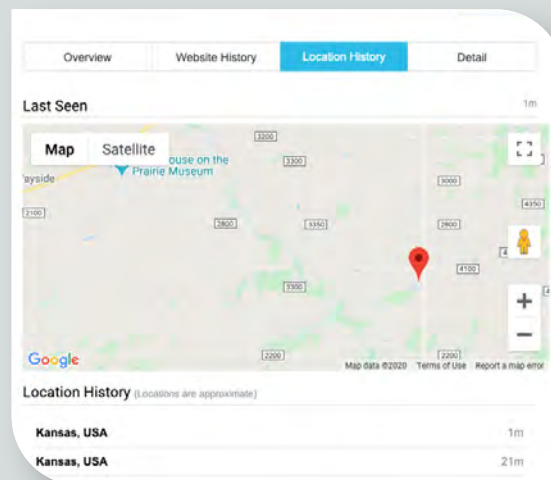 Overview Website History Location History Detail
Last Seen 1m
Map Satellite
3200
ouse on the
Prairie Museum
3300
ayside
3000
2100
4350
2800 3350 2800
4100
3300
2200 2200
Google Map data ©2020 Terms of Use Report a map error
Location History (Locations are approximate)
Kansas, USA 1m
Kansas, USA 21m